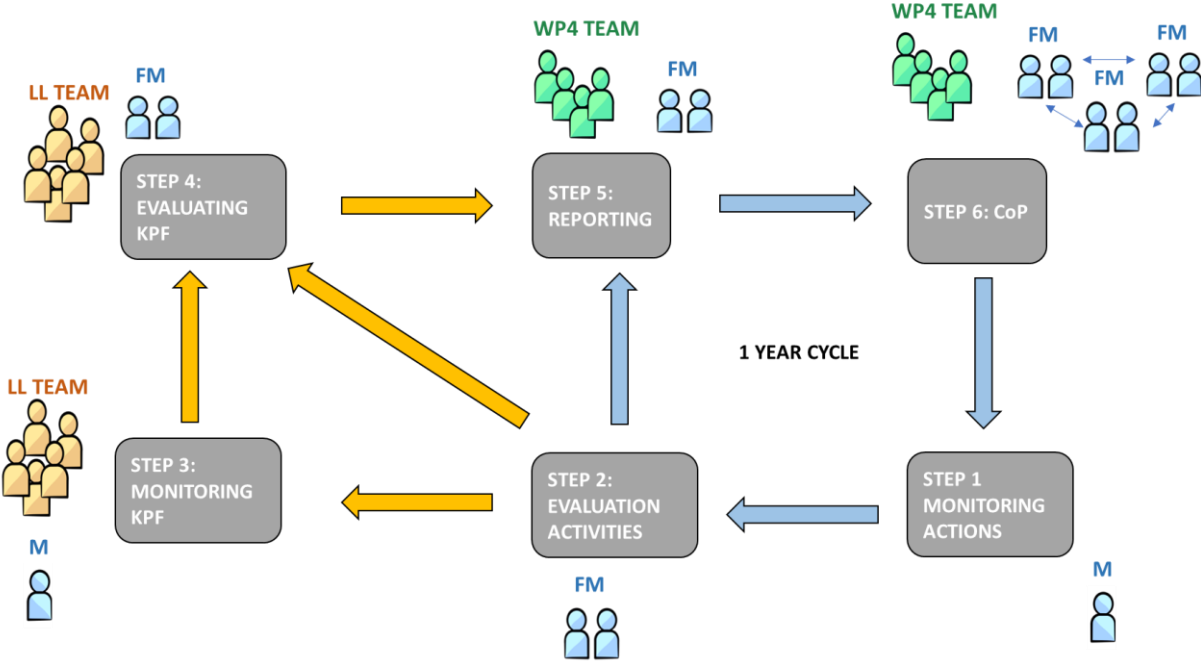 WP4 TEAM
FM
WP4 TEAM
FM
FM
FM
LL TEAM
FM
STEP 4:
EVALUATING
KPF
STEP 5:
REPORTING
STEP 6: CoP
1 YEAR CYCLE
LL TEAM
STEP 3:
MONITORING
KPF
STEP 2:
EVALUATION
ACTIVITIES
STEP 1
MONITORING
ACTIONS
M
FM
M